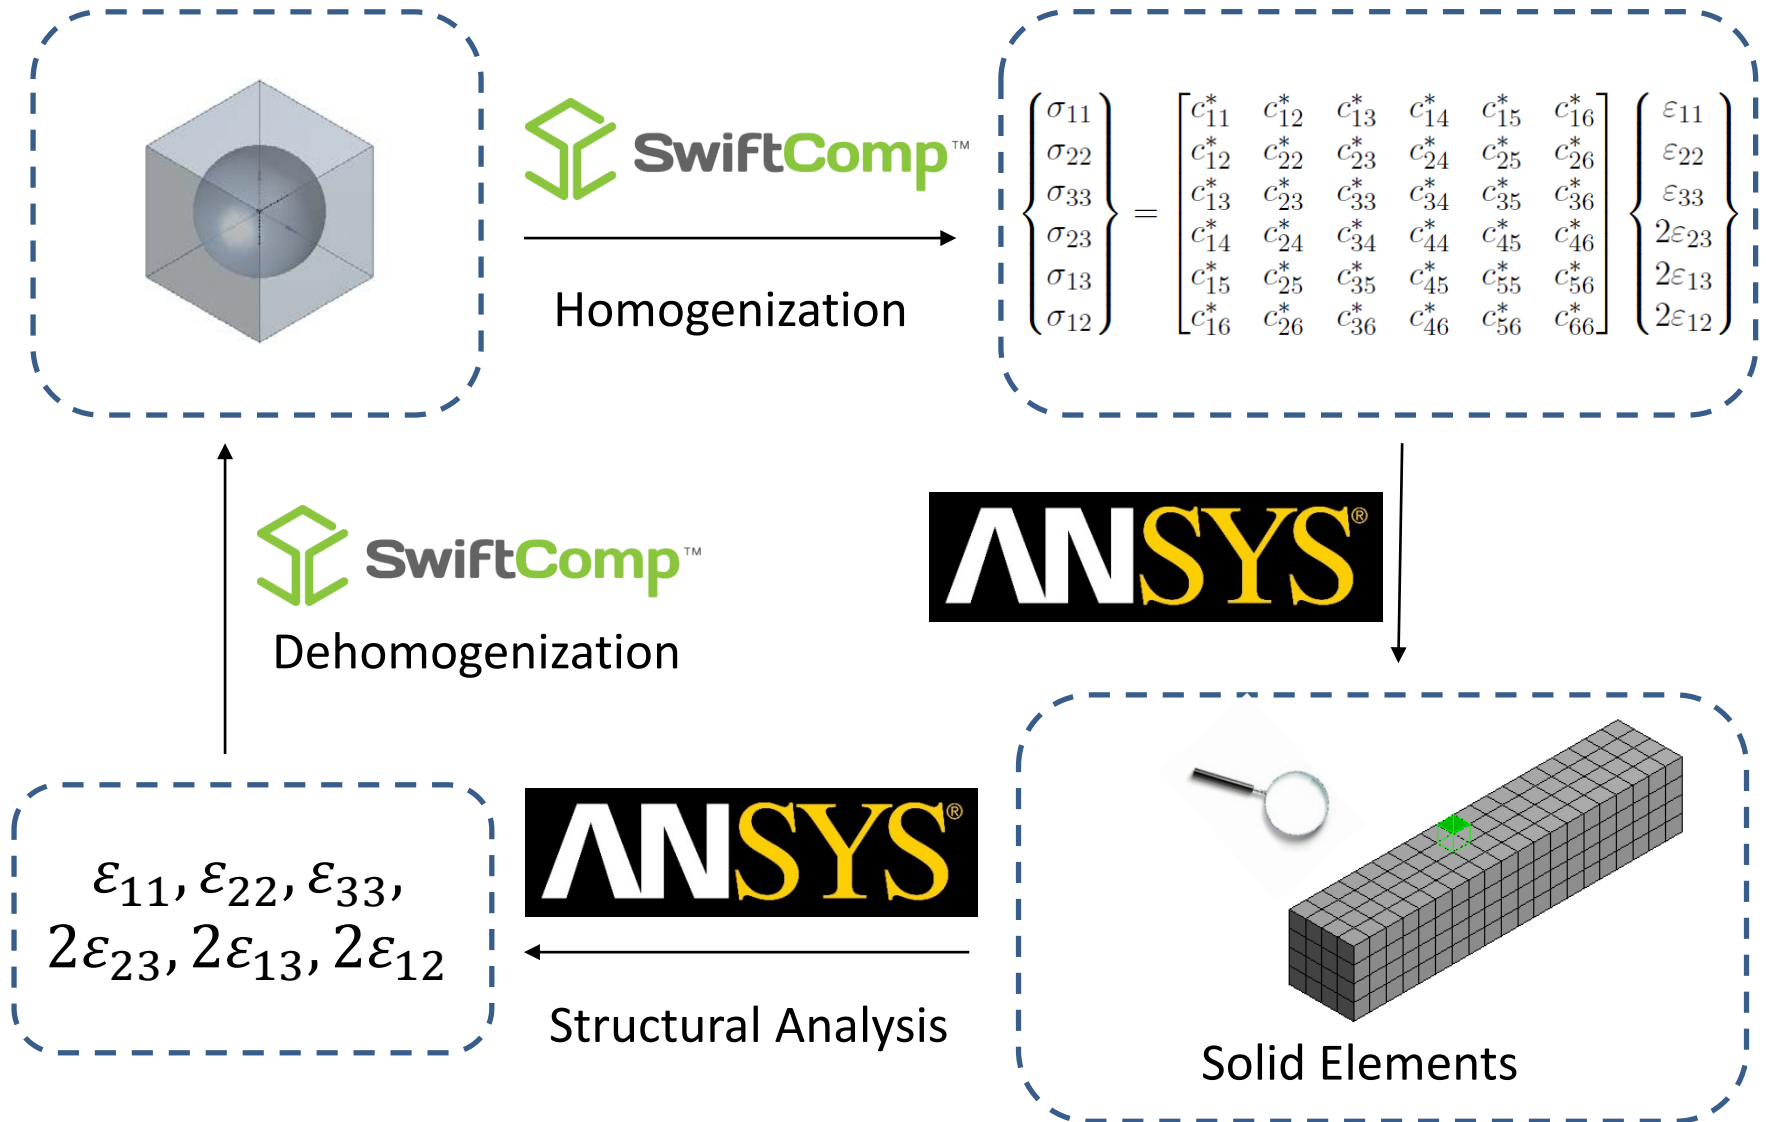 SwiftComp™
Homogenization
{σ11 σ22 σ33 σ23 σ13 σ12} = [
c*11 c*12 c*13 c*14 c*15 c*16
c*12 c*22 c*23 c*24 c*25 c*26
c*13 c*23 c*33 c*34 c*35 c*36
c*14 c*24 c*34 c*44 c*45 c*46
c*15 c*25 c*35 c*45 c*55 c*56
c*16 c*26 c*36 c*46 c*56 c*66
] {ε11 ε22 ε33 2ε23 2ε13 2ε12}
ANSYS®
SwiftComp™
Dehomogenization
ε11, ε22, ε33,
2ε23, 2ε13, 2ε12
ANSYS®
Structural Analysis
Solid Elements